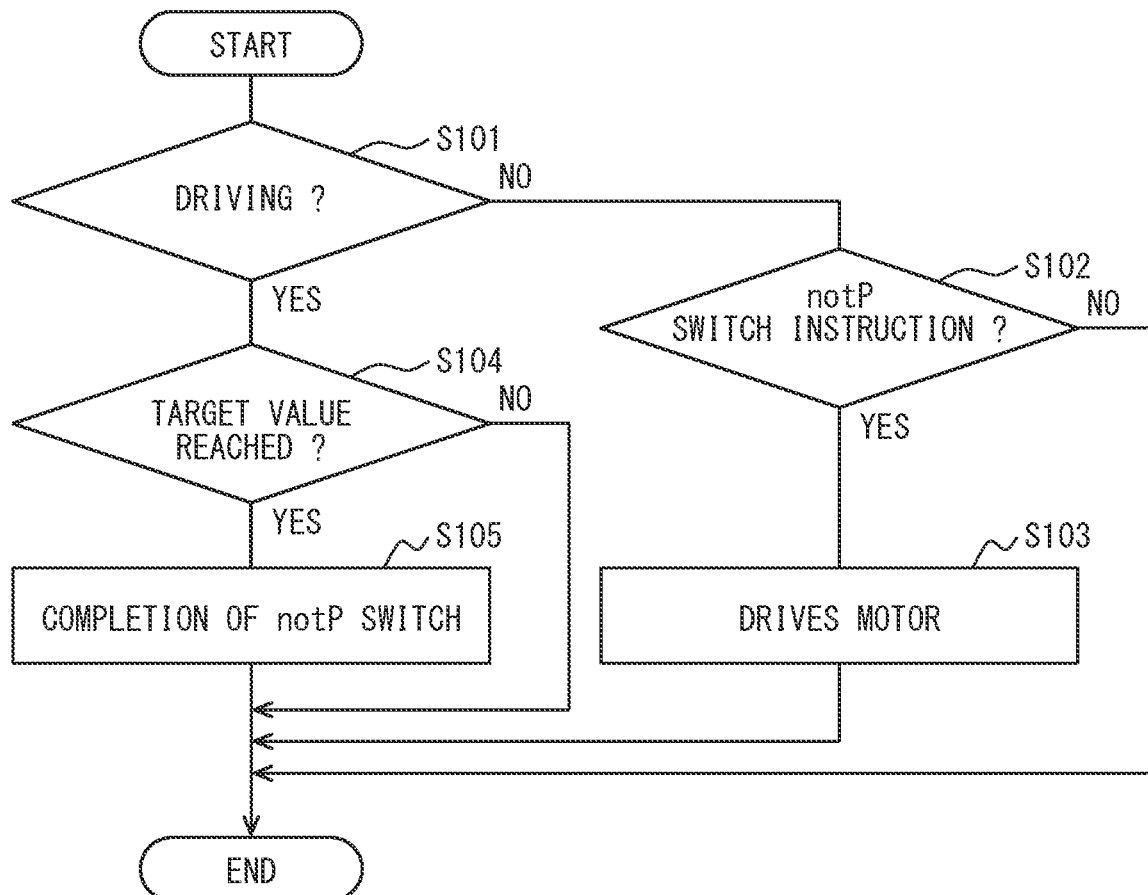 START
S101
DRIVING ?
NO
YES
S102
notP
SWITCH INSTRUCTION ?
NO
YES
S104
TARGET VALUE
REACHED ?
NO
YES
S105
COMPLETION OF notP SWITCH
S103
DRIVES MOTOR
END